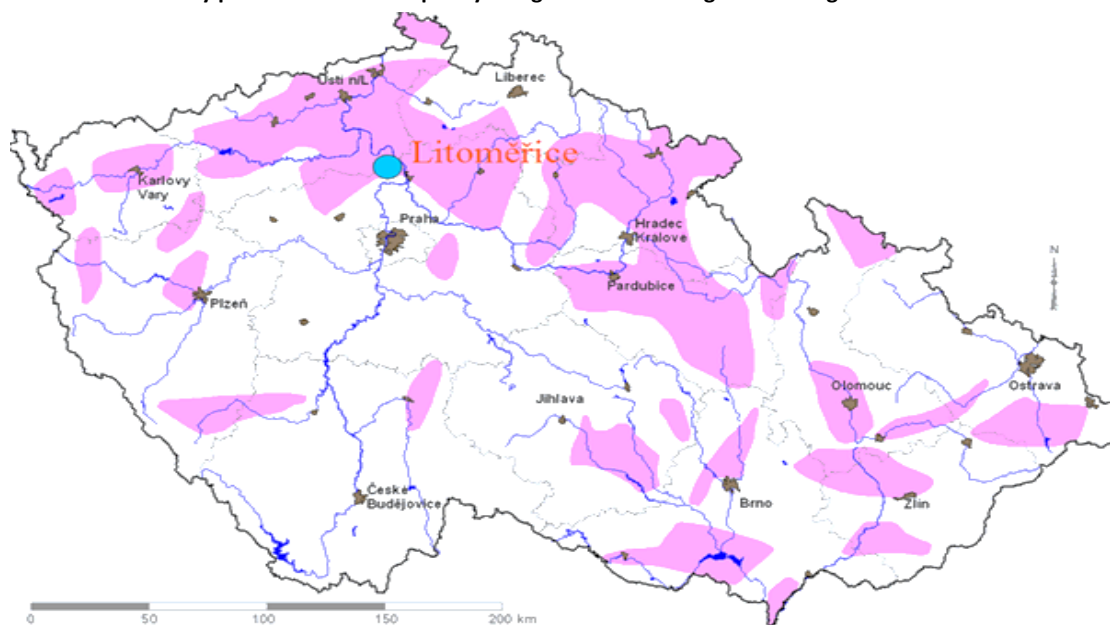 Ústí n/L
Liberec
Litoměřice
Karlovy
Vary
Praha
Hradec
Kralove
Pardubice
Plzeň
N
Olomouc
Ostrava
Jihlava
České
Budějovice
Brno
Zlín
0 50 100 150 200 km